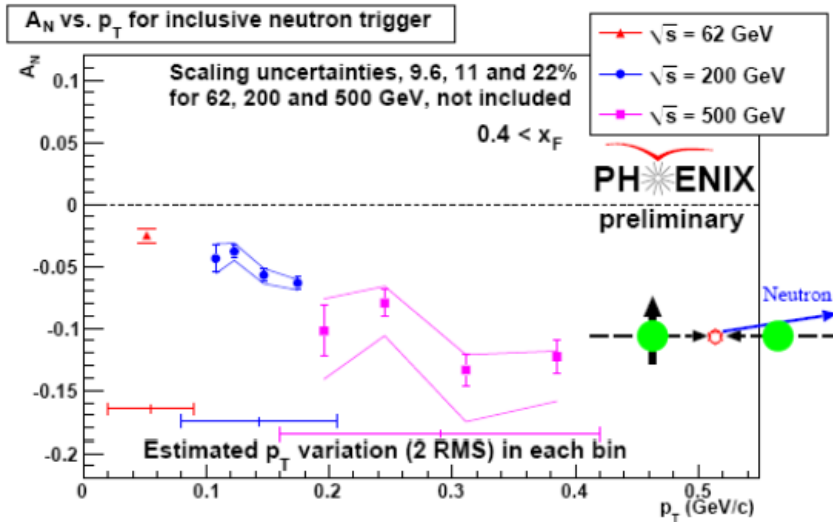 A_N vs. p_T for inclusive neutron trigger
√s = 62 GeV
√s = 200 GeV
√s = 500 GeV
A_N
Scaling uncertainties, 9.6, 11 and 22%
for 62, 200 and 500 GeV, not included
0.4 < x_F
PHENIX
preliminary
Neutron
0.1
0.05
0
-0.05
-0.1
-0.15
-0.2
Estimated p_T variation (2 RMS) in each bin
0 0.1 0.2 0.3 0.4 0.5
p_T (GeV/c)